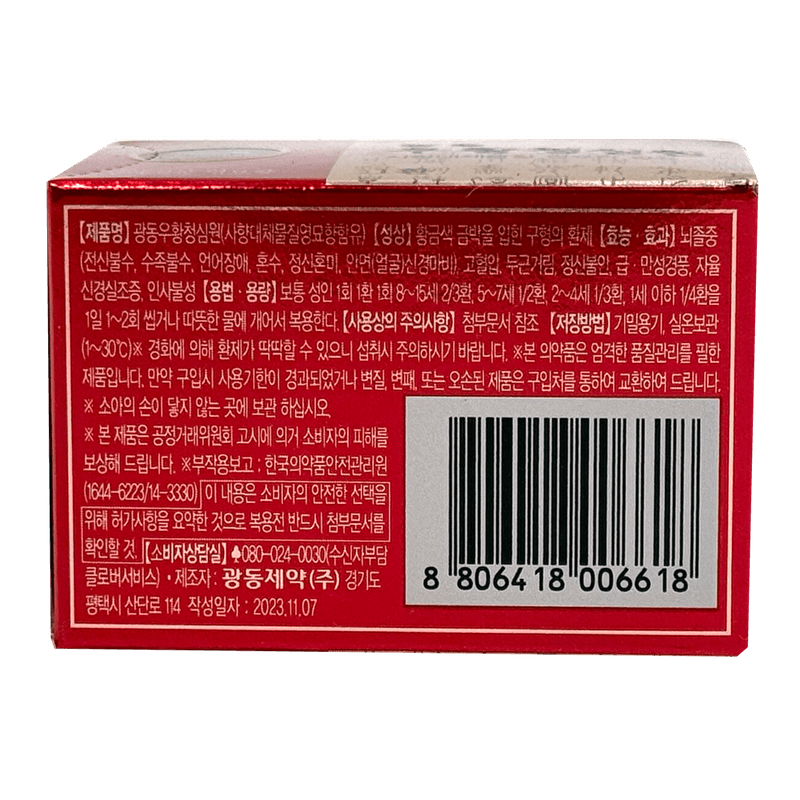 【제품명】 광동우황청심원(사향대체물질영묘향함유) 【성상】 황금색 금박을 입힌 구형의 환제 【효능·효과】 뇌졸중
(전신불수, 수족불수, 언어장애, 혼수, 정신혼미, 안면(얼굴)신경마비), 고혈압, 두근거림, 정신불안, 급·만성경풍, 자율
신경실조증, 인사불성 【용법·용량】 보통 성인 1회 1환 1회 8~15세 2/3환, 5~7세 1/2환, 2~4세 1/3환, 1세 이하 1/4환을
1일 1~2회 씹거나 따뜻한 물에 개어서 복용한다. 【사용상의 주의사항】 첨부문서 참조 【저장방법】 기밀용기, 실온보관
(1~30℃)※ 경화에 의해 환제가 딱딱할 수 있으니 섭취시 주의하시기 바랍니다. ※본 의약품은 엄격한 품질관리를 필한
제품입니다. 만약 구입시 사용기한이 경과되었거나 변질, 변패, 또는 오손된 제품은 구입처를 통하여 교환하여 드립니다.
※ 소아의 손이 닿지 않는 곳에 보관 하십시오.
※ 본 제품은 공정거래위원회 고시에 의거 소비자의 피해를
보상해 드립니다. ※부작용보고 : 한국의약품안전관리원
(1644-6223/14-3330) 이 내용은 소비자의 안전한 선택을
위해 허가사항을 요약한 것으로 복용전 반드시 첨부문서를
확인할 것. 【소비자상담실】 ♣080-024-0030(수신자부담
클로버서비스) · 제조자 : 광동제약(주) 경기도
평택시 산단로 114 작성일자 : 2023.11.07
8 806418 006618